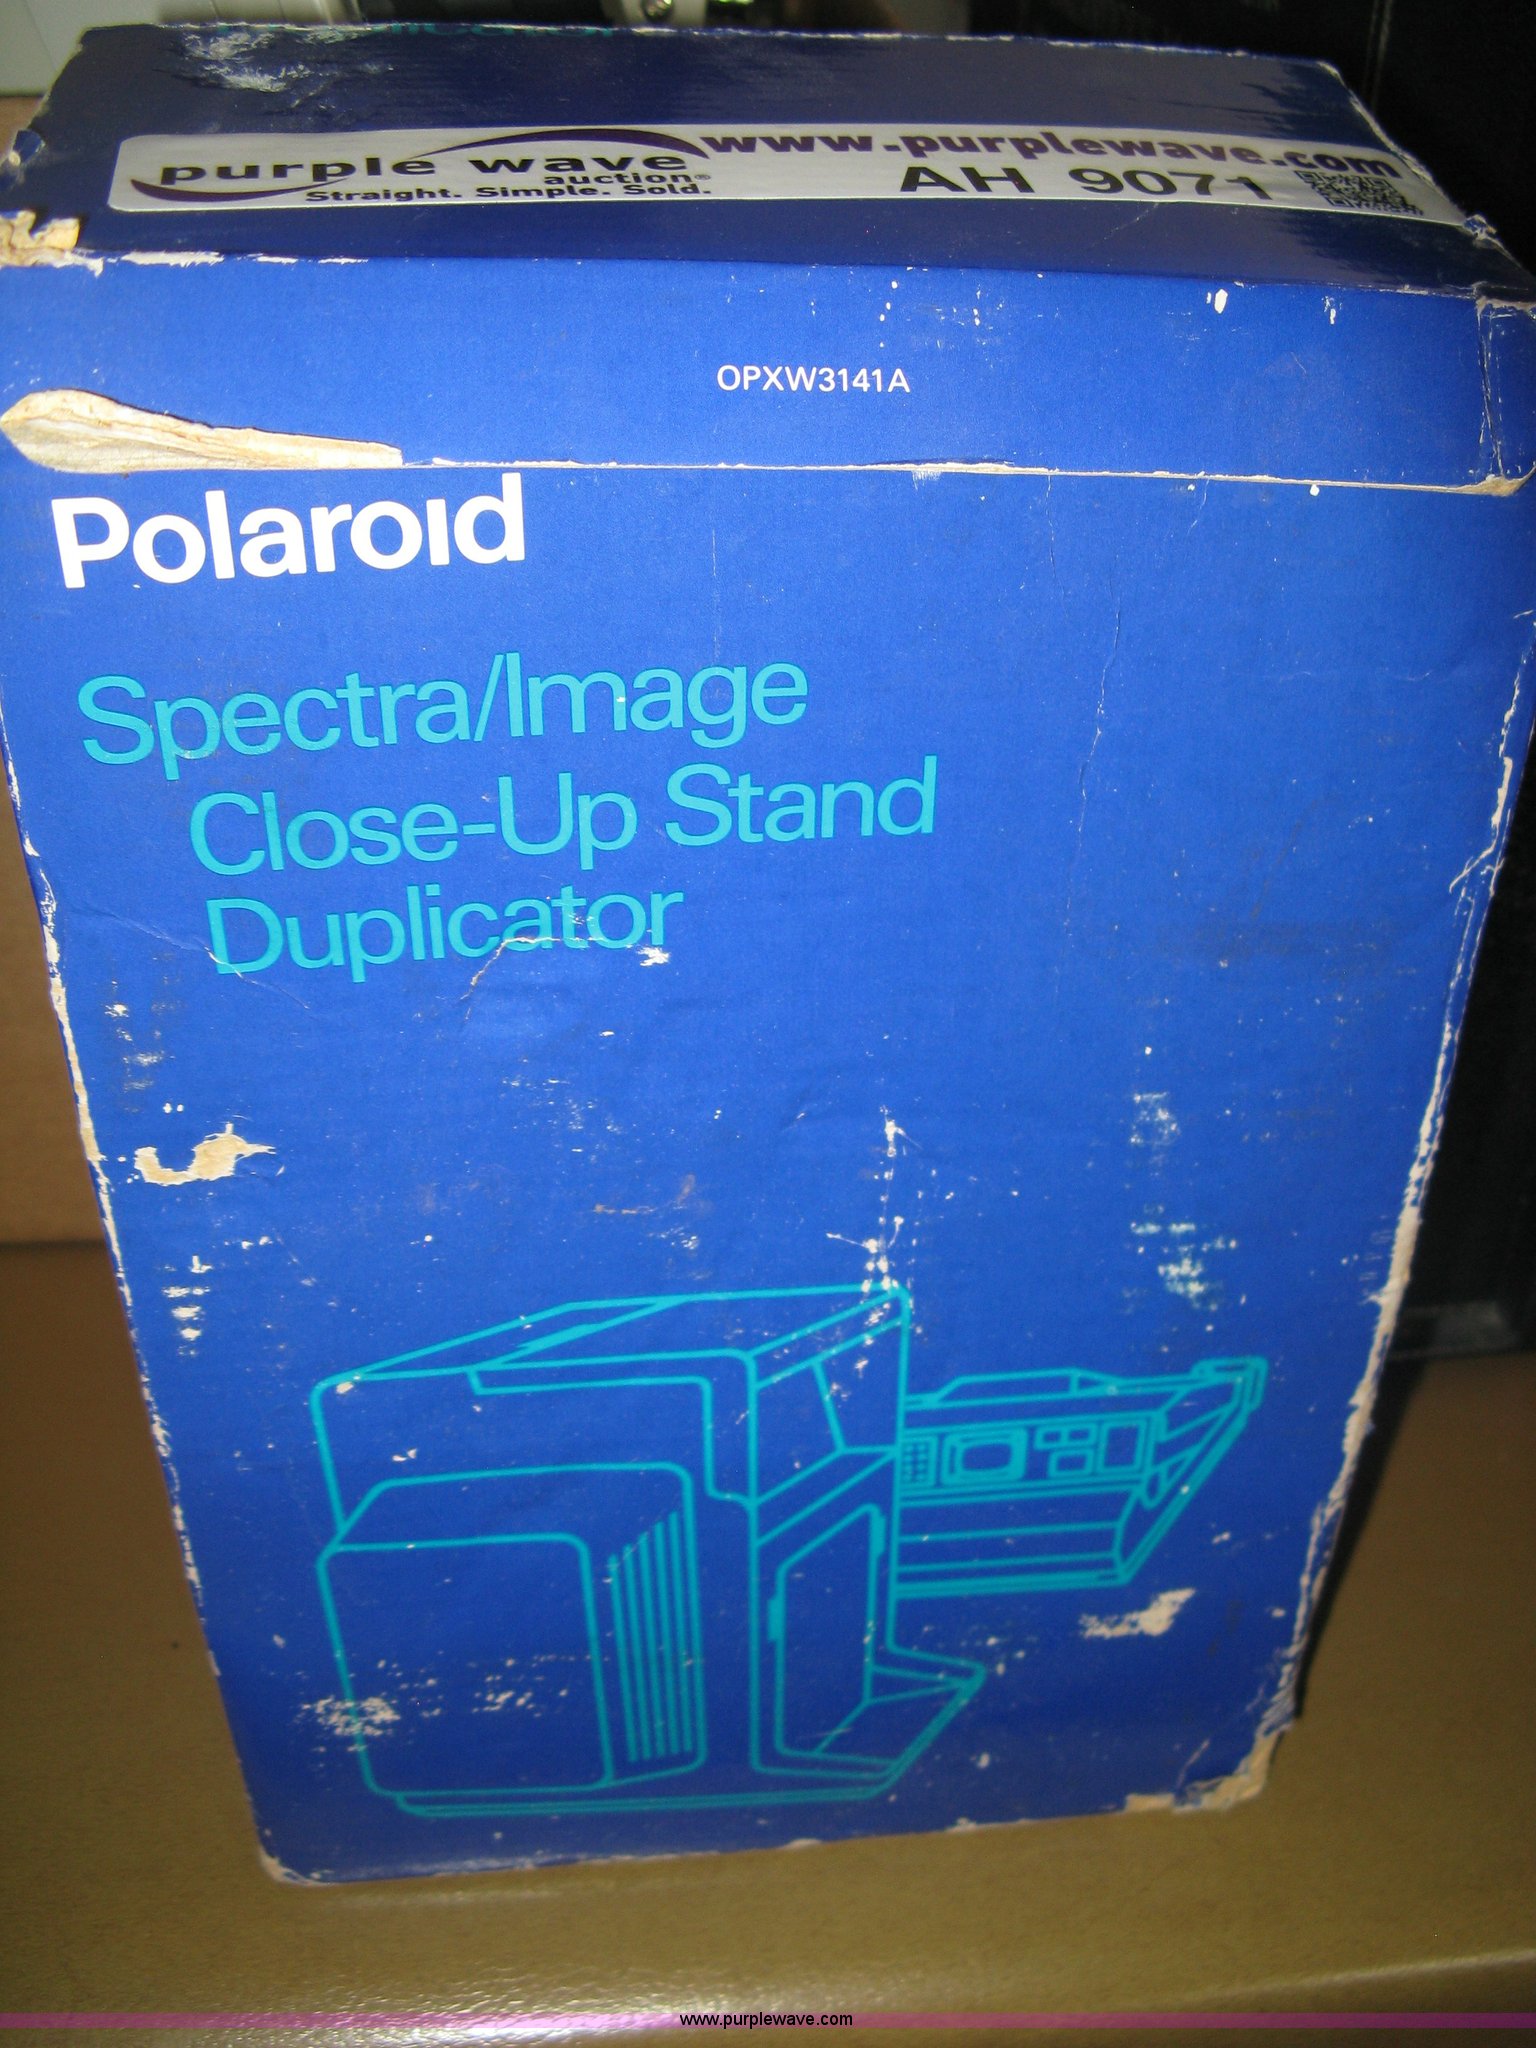 purple wave
auction®
Straight. Simple. Sold.
www.purplewave.com
AH 9071
OPXW3141A
Polaroid
Spectra/Image
Close-Up Stand
Duplicator
www.purplewave.com